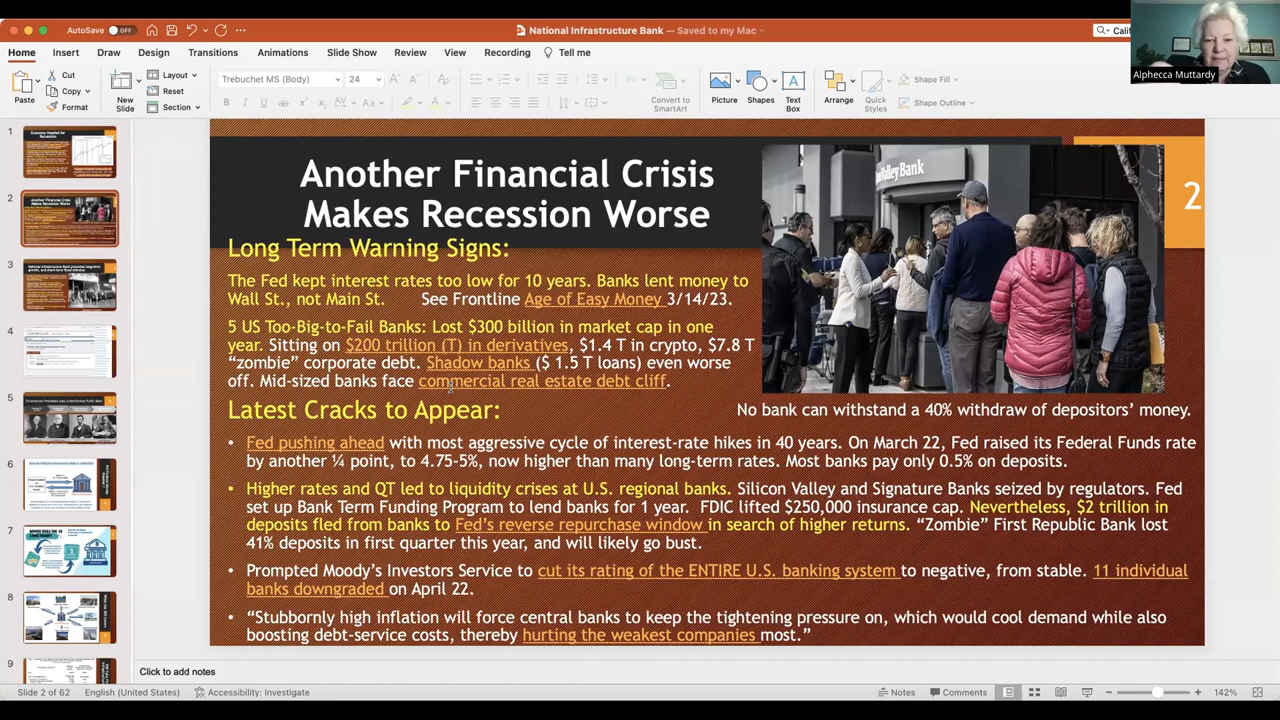 AutoSave OFF
National Infrastructure Bank — Saved to my Mac
Alphecca Muttardy
Home Insert Draw Design Transitions Animations Slide Show Review View Recording Tell me
Paste
Cut
Copy
Format
New Slide
Layout
Reset
Section
Trebuchet MS (Body) 24
Convert to SmartArt
Picture
Shapes
Text Box
Arrange
Quick Styles
Shape Fill
Shape Outline
1
2
3
4
5
6
7
8
9
Another Financial Crisis
Makes Recession Worse
2
Long Term Warning Signs:
The Fed kept interest rates too low for 10 years. Banks lent money
Wall St., not Main St. See Frontline Age of Easy Money 3/14/23
5 US Too-Big-to-Fail Banks: Lost $300 billion in market cap in one
year. Sitting on $200 trillion (T) in derivatives, $1.4 T in crypto, $7.8 T
“zombie” corporate debt. Shadow banks ($ 1.5 T loans) even worse
off. Mid-sized banks face commercial real estate debt cliff.
Valley Bank
No bank can withstand a 40% withdraw of depositors’ money.
Latest Cracks to Appear:
• Fed pushing ahead with most aggressive cycle of interest-rate hikes in 40 years. On March 22, Fed raised its Federal Funds rate
by another ¼ point, to 4.75-5%, now higher than many long-term rates. Most banks pay only 0.5% on deposits.
Higher rates and QT led to liquidity crises at U.S. regional banks. Silicon Valley and Signature Banks seized by regulators. Fed
set up Bank Term Funding Program to lend banks for 1 year. FDIC lifted $250,000 insurance cap. Nevertheless, $2 trillion in
deposits fled from banks to Fed reverse repurchase window in search of higher returns. “Zombie” First Republic Bank lost
41% deposits in first quarter this year, and will likely go bust.
• Prompted Moody’s Investors Service to cut its rating of the ENTIRE U.S. banking system to negative, from stable. 11 individual
banks downgraded on April 22.
• “Stubbornly high inflation will force central banks to keep the tightening pressure on, which would cool demand while also
boosting debt-service costs, thereby hurting the weakest companies most.”
Click to add notes
Slide 2 of 62 English (United States) Accessibility: Investigate Notes Comments 142%